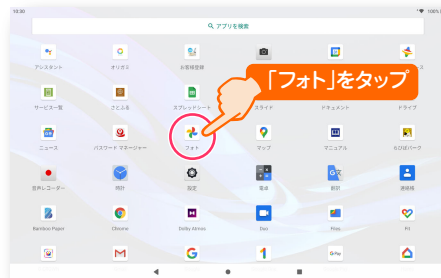 10:30
100%
アプリを検索
アシスタント
オリガミ
お客様登録
「フォト」をタップ
サービス一覧
さとふる
スプレッドシート
スライド
ドキュメント
ドライブ
ニュース
パスワード マネージャー
フォト
マップ
マニュアル
らびぽパーク
音声レコーダー
時計
設定
電卓
翻訳
連絡帳
Bamboo Paper
Chrome
Dolby Atmos
Duo
Files
Fit
G Pay